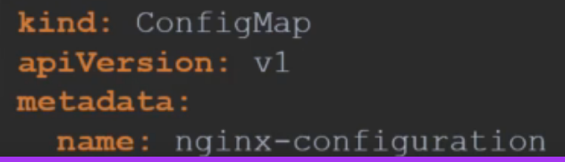 kind: ConfigMap
apiVersion: v1
metadata:
  name: nginx-configuration